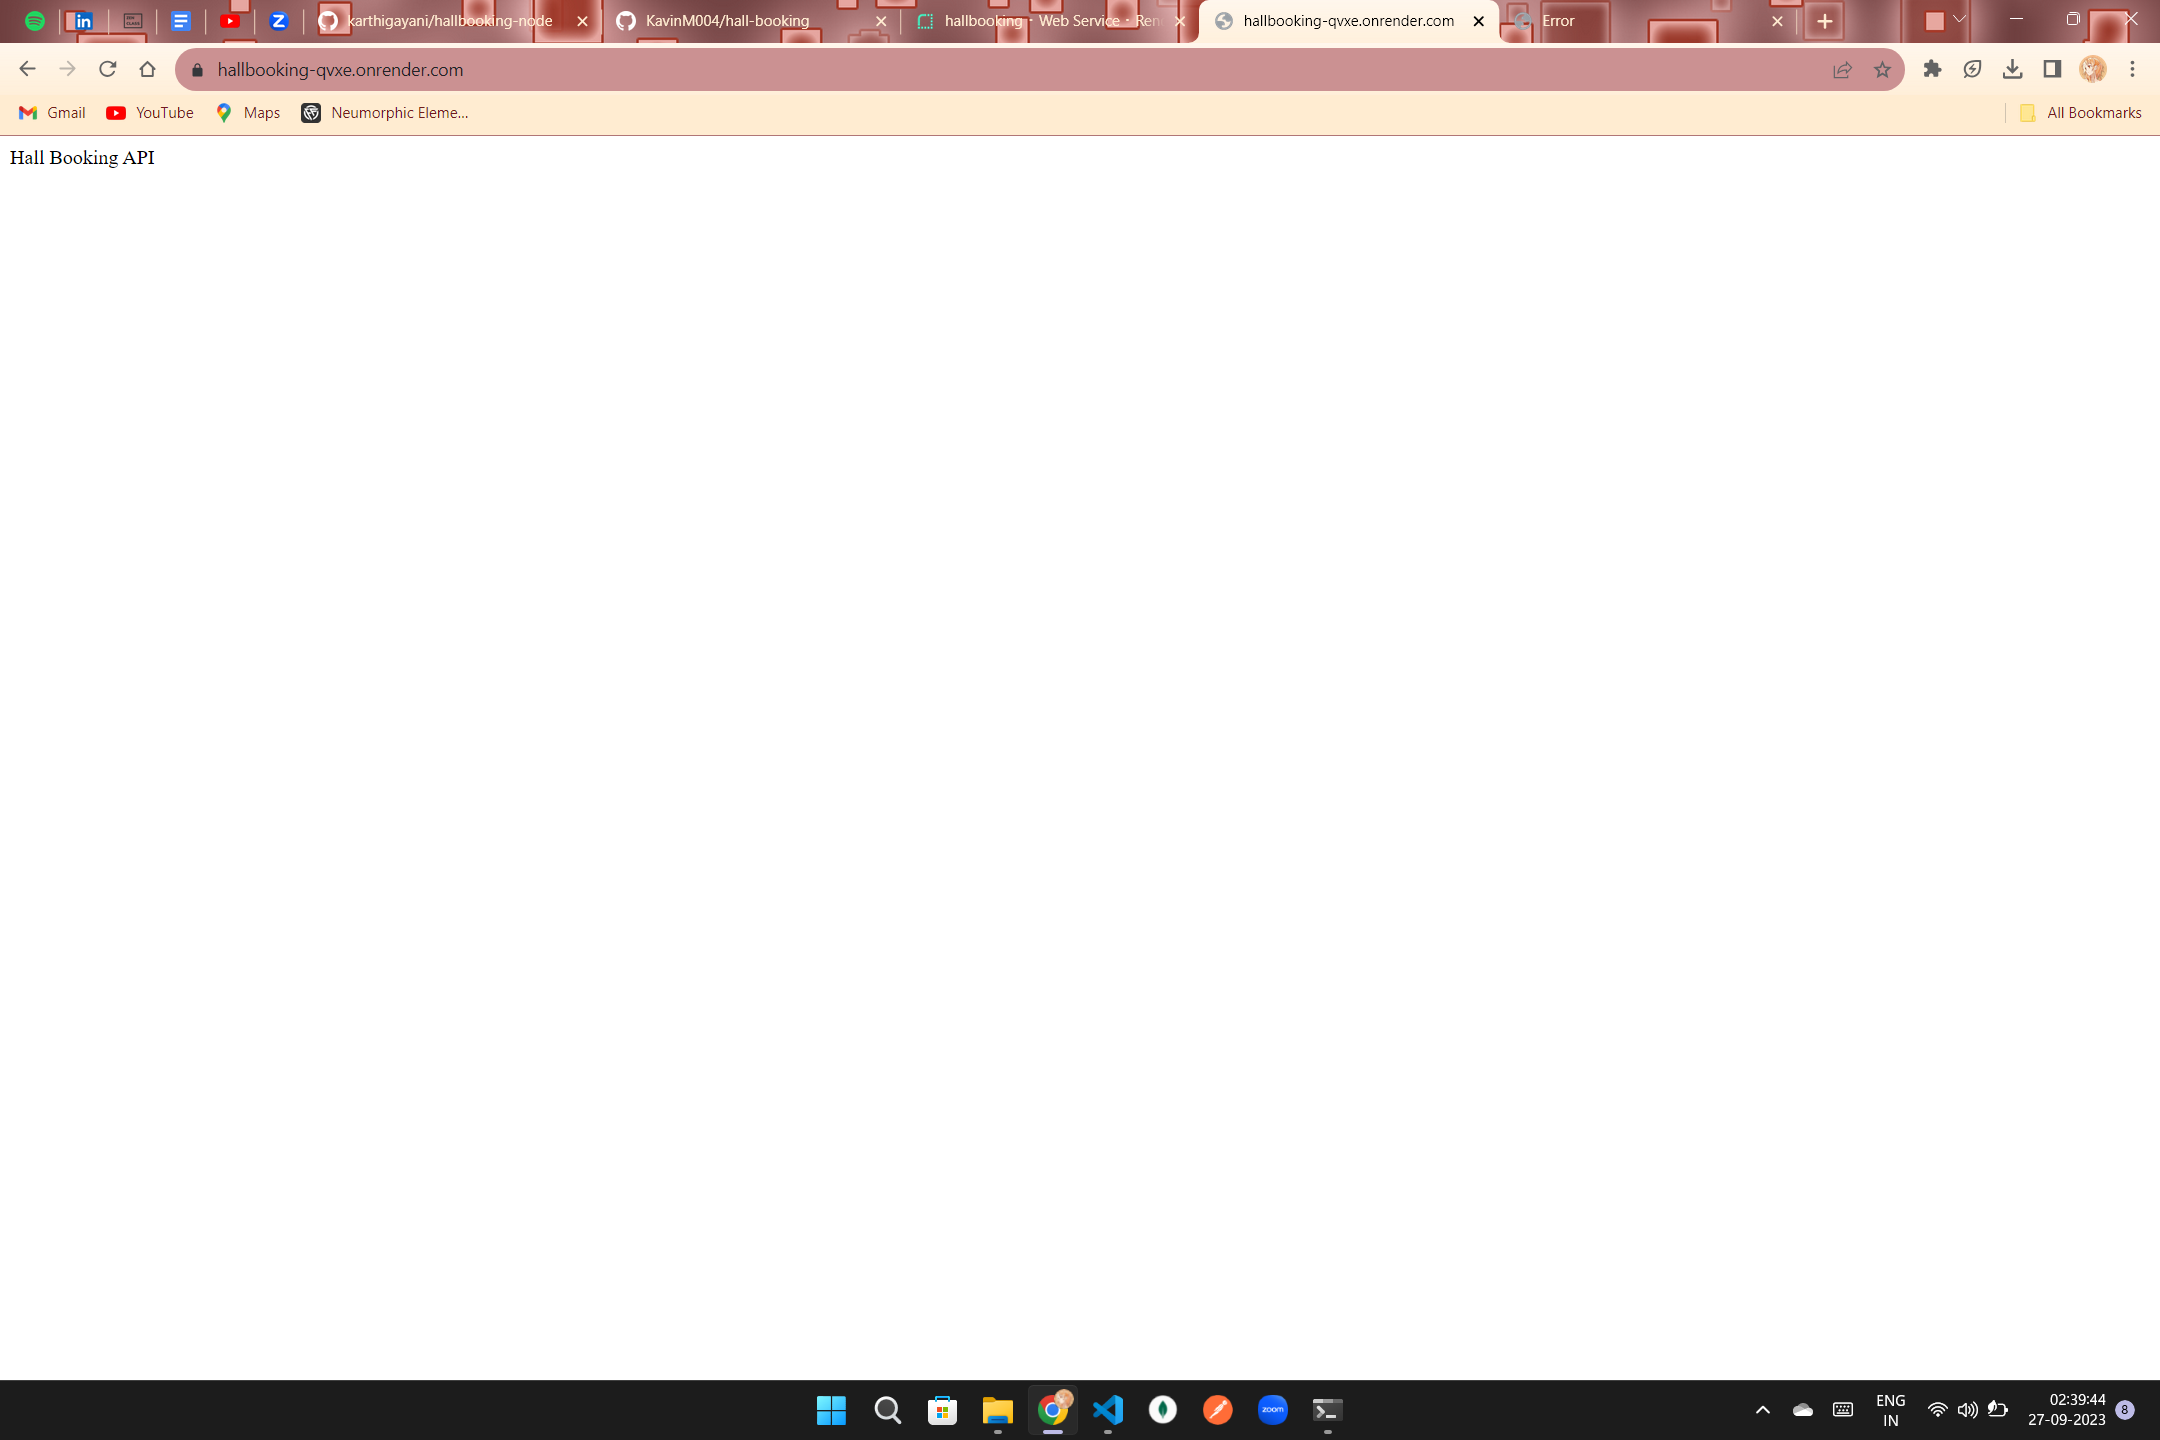 karthigayani/hallbooking-node
KavinM004/hall-booking
hallbooking · Web Service · Ren
hallbooking-qvxe.onrender.com
Error
hallbooking-qvxe.onrender.com
Gmail
YouTube
Maps
Neumorphic Eleme...
All Bookmarks
Hall Booking API
zoom
ENG
IN
02:39:44
27-09-2023
8